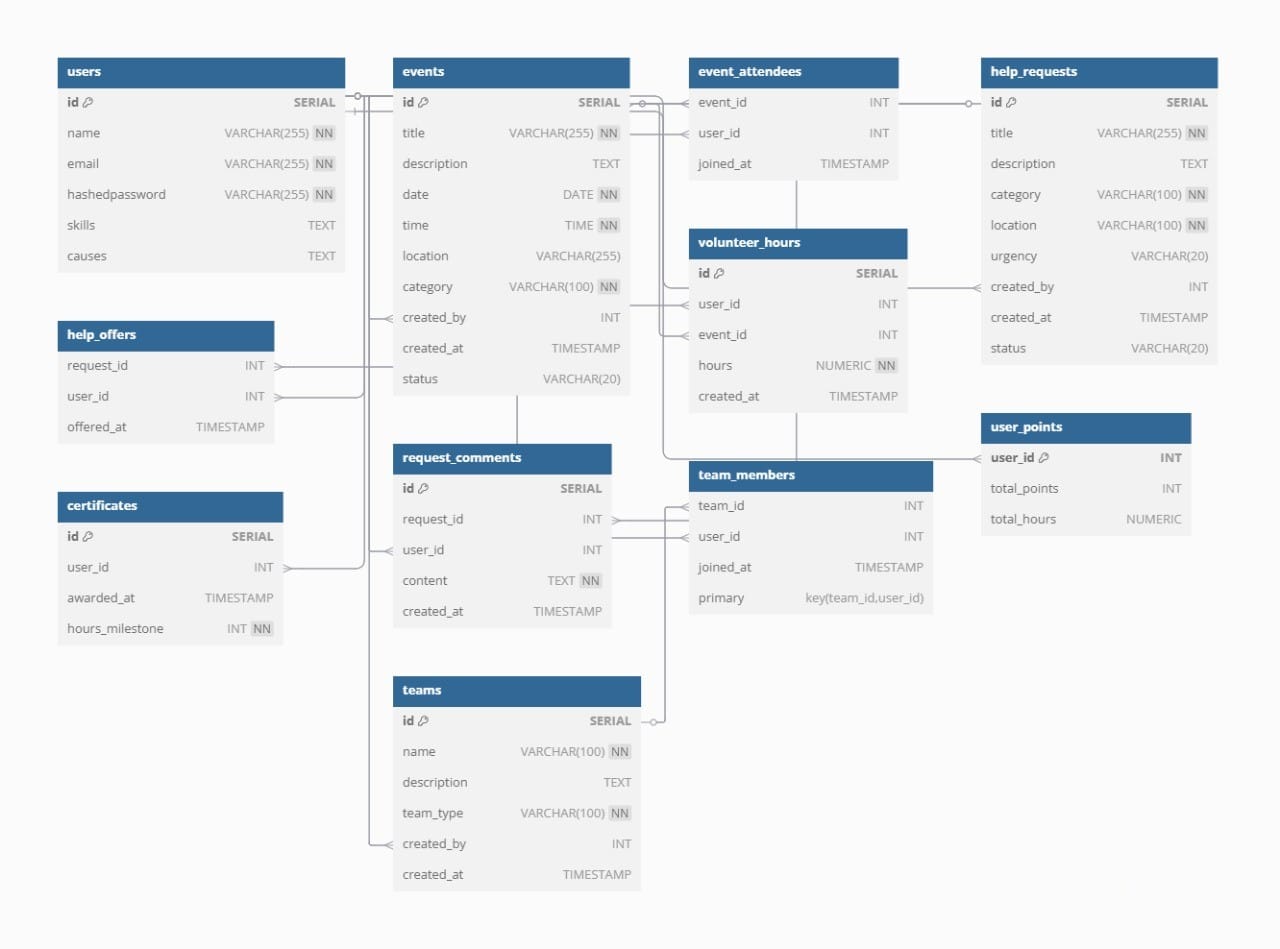 users
id SERIAL
name VARCHAR(255) NN
email VARCHAR(255) NN
hashedpassword VARCHAR(255) NN
skills TEXT
causes TEXT
help_offers
request_id INT
user_id INT
offered_at TIMESTAMP
certificates
id SERIAL
user_id INT
awarded_at TIMESTAMP
hours_milestone INT NN
events
id SERIAL
title VARCHAR(255) NN
description TEXT
date DATE NN
time TIME NN
location VARCHAR(255)
category VARCHAR(100) NN
created_by INT
created_at TIMESTAMP
status VARCHAR(20)
request_comments
id SERIAL
request_id INT
user_id INT
content TEXT NN
created_at TIMESTAMP
teams
id SERIAL
name VARCHAR(100) NN
description TEXT
team_type VARCHAR(100) NN
created_by INT
created_at TIMESTAMP
event_attendees
event_id INT
user_id INT
joined_at TIMESTAMP
volunteer_hours
id SERIAL
user_id INT
event_id INT
hours NUMERIC NN
created_at TIMESTAMP
team_members
team_id INT
user_id INT
joined_at TIMESTAMP
primary key(team_id,user_id)
help_requests
id SERIAL
title VARCHAR(255) NN
description TEXT
category VARCHAR(100) NN
location VARCHAR(100) NN
urgency VARCHAR(20)
created_by INT
created_at TIMESTAMP
status VARCHAR(20)
user_points
user_id INT
total_points INT
total_hours NUMERIC